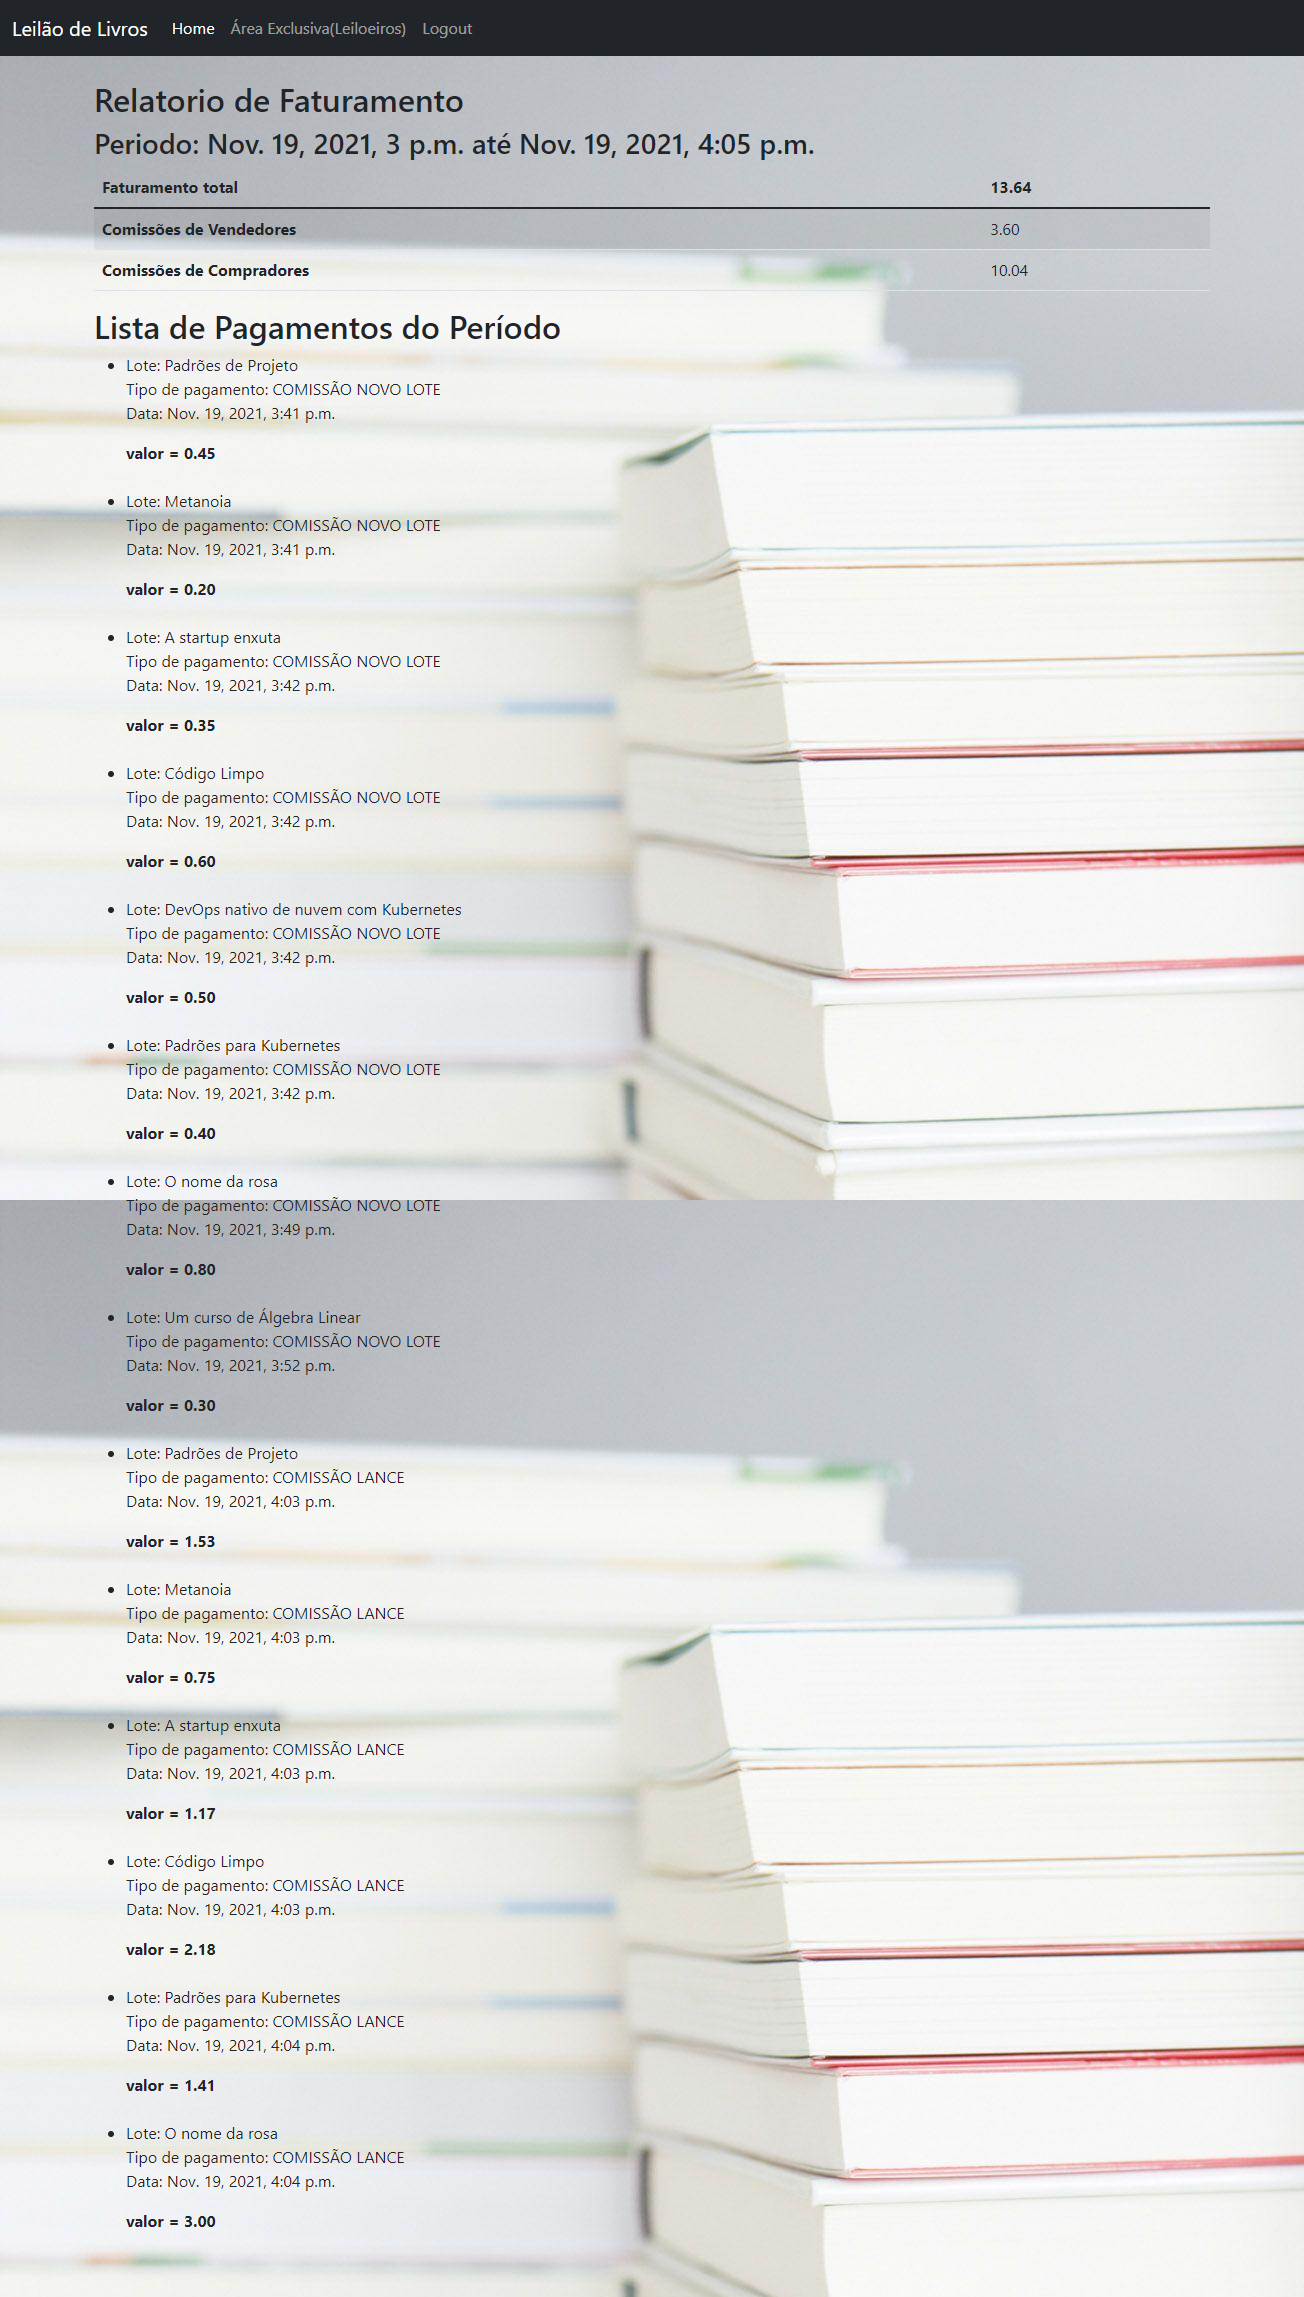 Leilão de Livros Home Área Exclusiva(Leiloeiros) Logout
Relatorio de Faturamento
Periodo: Nov. 19, 2021, 3 p.m. até Nov. 19, 2021, 4:05 p.m.
Faturamento total 13.64
Comissões de Vendedores 3.60
Comissões de Compradores 10.04
Lista de Pagamentos do Período
Lote: Padrões de Projeto
Tipo de pagamento: COMISSÃO NOVO LOTE
Data: Nov. 19, 2021, 3:41 p.m.
valor = 0.45
Lote: Metanoia
Tipo de pagamento: COMISSÃO NOVO LOTE
Data: Nov. 19, 2021, 3:41 p.m.
valor = 0.20
Lote: A startup enxuta
Tipo de pagamento: COMISSÃO NOVO LOTE
Data: Nov. 19, 2021, 3:42 p.m.
valor = 0.35
Lote: Código Limpo
Tipo de pagamento: COMISSÃO NOVO LOTE
Data: Nov. 19, 2021, 3:42 p.m.
valor = 0.60
Lote: DevOps nativo de nuvem com Kubernetes
Tipo de pagamento: COMISSÃO NOVO LOTE
Data: Nov. 19, 2021, 3:42 p.m.
valor = 0.50
Lote: Padrões para Kubernetes
Tipo de pagamento: COMISSÃO NOVO LOTE
Data: Nov. 19, 2021, 3:42 p.m.
valor = 0.40
Lote: O nome da rosa
Tipo de pagamento: COMISSÃO NOVO LOTE
Data: Nov. 19, 2021, 3:49 p.m.
valor = 0.80
Lote: Um curso de Álgebra Linear
Tipo de pagamento: COMISSÃO NOVO LOTE
Data: Nov. 19, 2021, 3:52 p.m.
valor = 0.30
Lote: Padrões de Projeto
Tipo de pagamento: COMISSÃO LANCE
Data: Nov. 19, 2021, 4:03 p.m.
valor = 1.53
Lote: Metanoia
Tipo de pagamento: COMISSÃO LANCE
Data: Nov. 19, 2021, 4:03 p.m.
valor = 0.75
Lote: A startup enxuta
Tipo de pagamento: COMISSÃO LANCE
Data: Nov. 19, 2021, 4:03 p.m.
valor = 1.17
Lote: Código Limpo
Tipo de pagamento: COMISSÃO LANCE
Data: Nov. 19, 2021, 4:03 p.m.
valor = 2.18
Lote: Padrões para Kubernetes
Tipo de pagamento: COMISSÃO LANCE
Data: Nov. 19, 2021, 4:04 p.m.
valor = 1.41
Lote: O nome da rosa
Tipo de pagamento: COMISSÃO LANCE
Data: Nov. 19, 2021, 4:04 p.m.
valor = 3.00